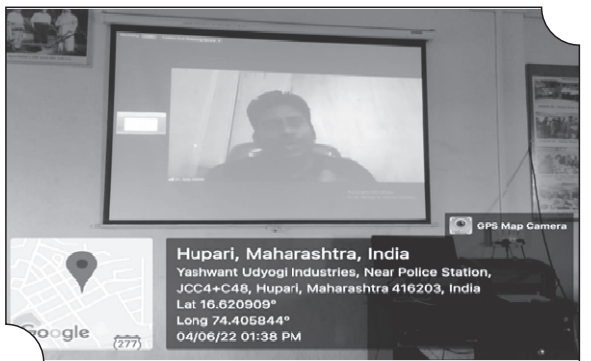 GPS Map Camera
Hupari, Maharashtra, India
Yashwant Udyogi Industries, Near Police Station,
JCC4+C48, Hupari, Maharashtra 416203, India
Lat 16.620909°
Long 74.405844°
04/06/22 01:38 PM
Google
277